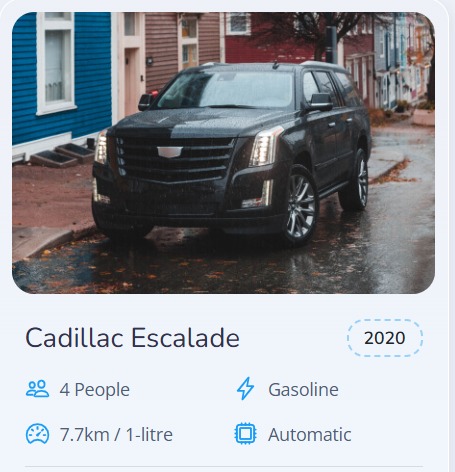 Cadillac Escalade
2020
4 People
Gasoline
7.7km / 1-litre
Automatic